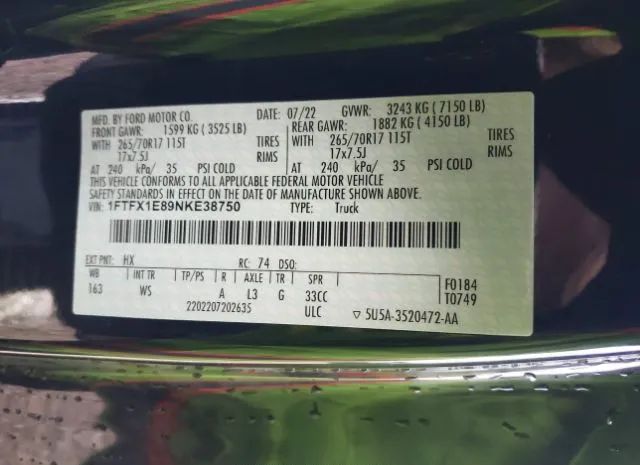 MFD. BY FORD MOTOR CO. DATE: 07/22 GVWR: 3243 KG ( 7150 LB)
FRONT GAWR: 1599 KG ( 3525 LB) REAR GAWR: 1882 KG ( 4150 LB)
WITH 265/70R17 115T TIRES WITH 265/70R17 115T TIRES
17x7.5J RIMS 17x7.5J RIMS
AT 240 kPa/ 35 PSI COLD AT 240 kPa/ 35 PSI COLD
THIS VEHICLE CONFORMS TO ALL APPLICABLE FEDERAL MOTOR VEHICLE
SAFETY STANDARDS IN EFFECT ON THE DATE OF MANUFACTURE SHOWN ABOVE.
VIN: 1FTFX1E89NKE38750 TYPE: Truck
EXT PNT: HX RC: 74 DSO:
WB INT TR TP/PS R AXLE TR SPR F0184
163 WS A L3 G 33CC T0749
2202207202635 ULC ▽ 5U5A-3520472-AA